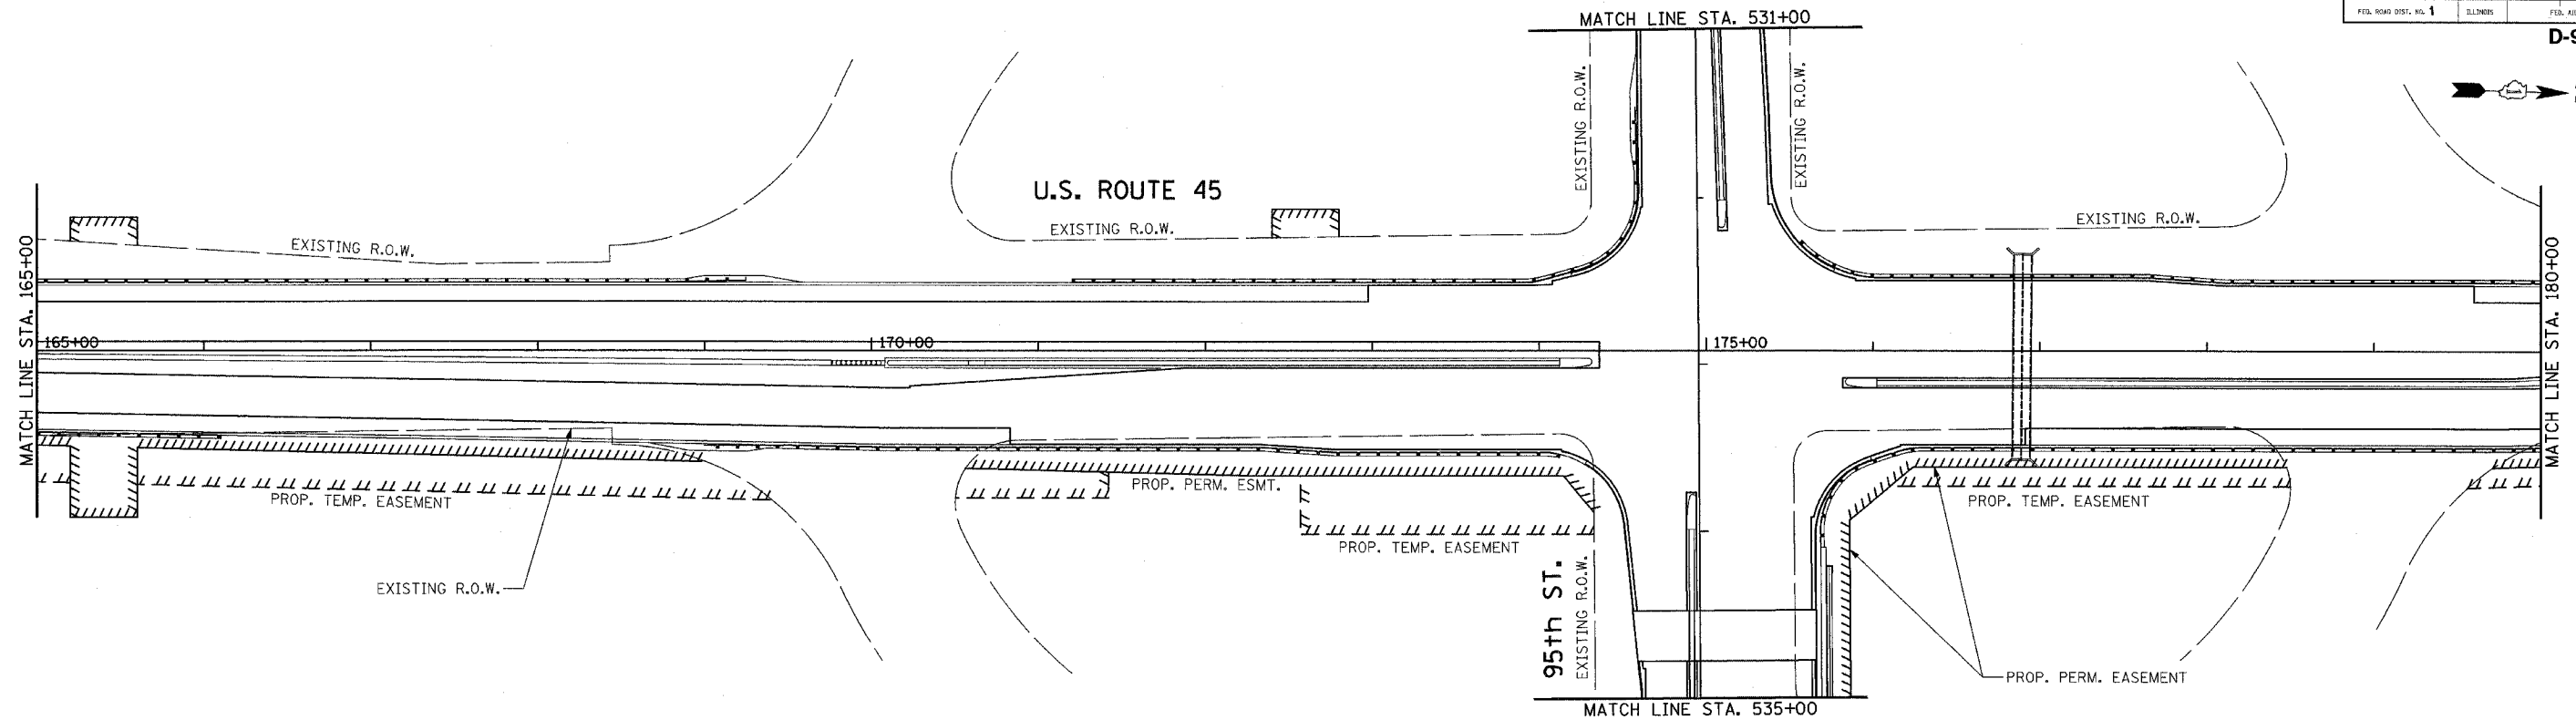 FED. ROAD DIST. NO. 1 ILLINOIS FED. AI
D-9
MATCH LINE STA. 531+00
EXISTING R.O.W.
EXISTING R.O.W.
U.S. ROUTE 45
EXISTING R.O.W.
EXISTING R.O.W.
EXISTING R.O.W.
MATCH LINE STA. 165+00
165+00
170+00
175+00
MATCH LINE STA. 180+00
PROP. TEMP. EASEMENT
PROP. PERM. ESMT.
PROP. TEMP. EASEMENT
PROP. TEMP. EASEMENT
EXISTING R.O.W.
95th ST.
EXISTING R.O.W.
PROP. PERM. EASEMENT
MATCH LINE STA. 535+00